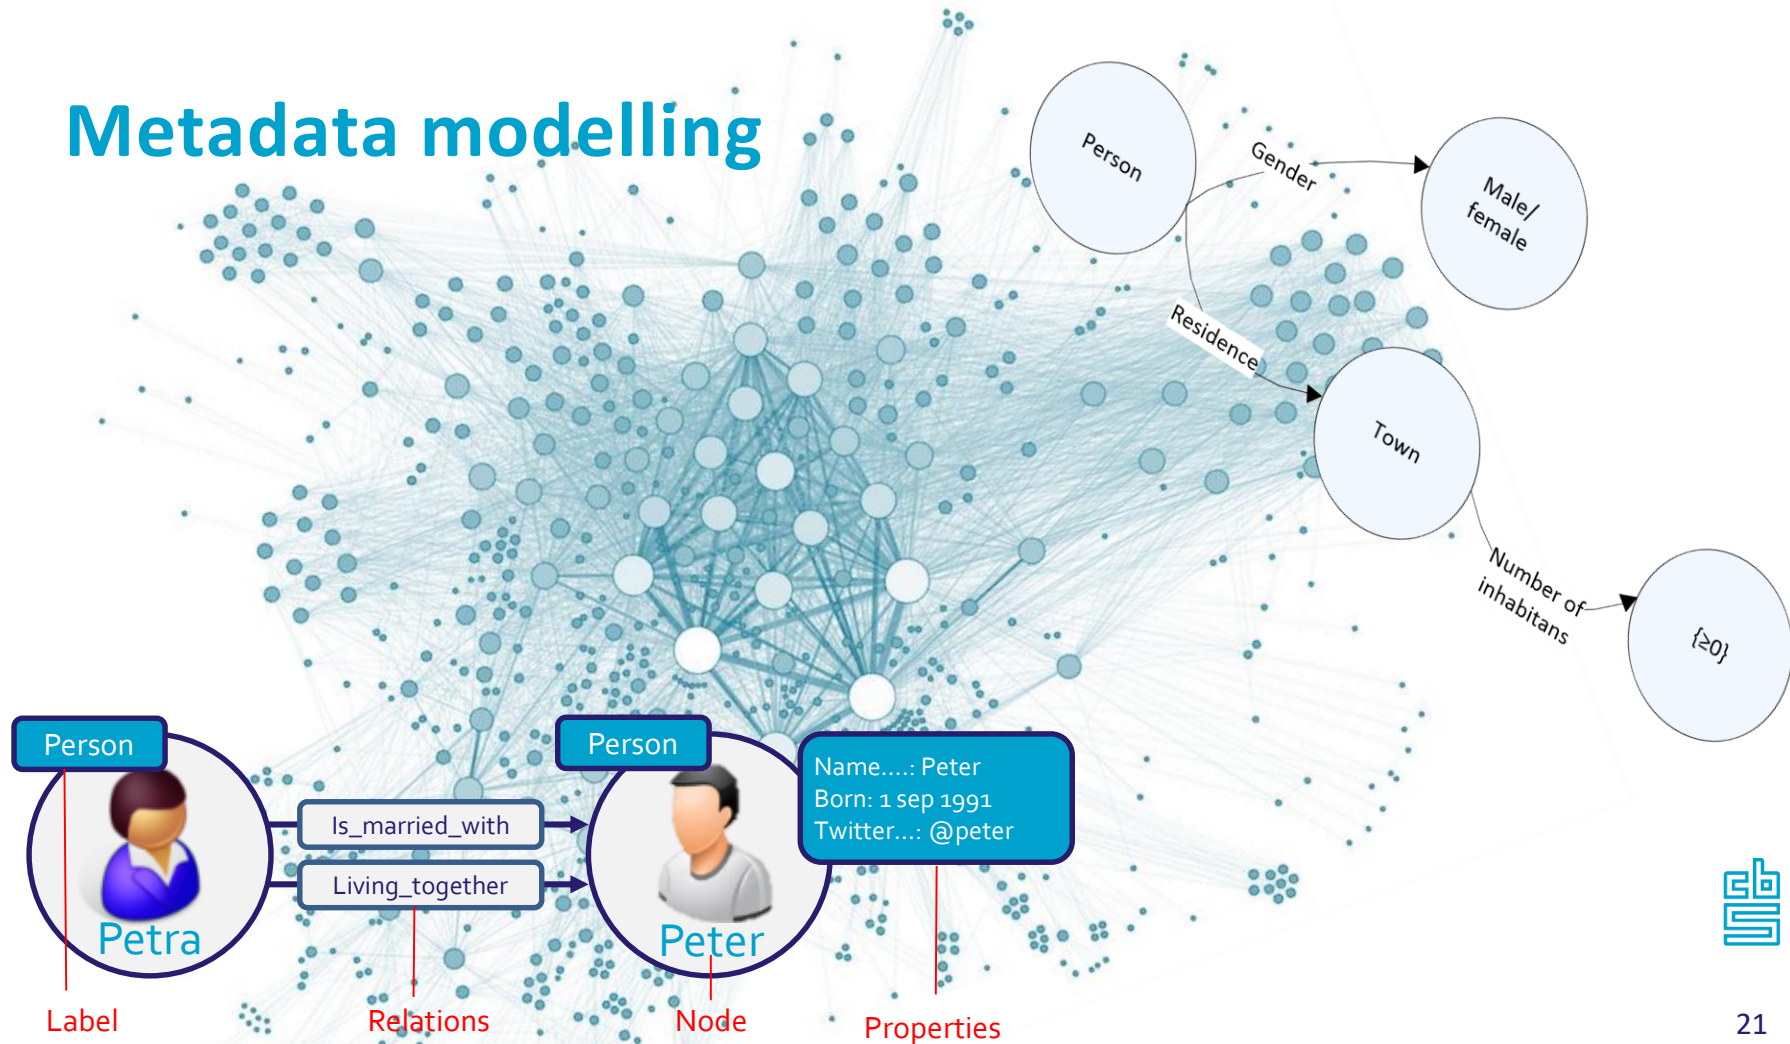 Metadata modelling
Person
Gender
Male/
female
Residence
Town
Number of
inhabitans
{≥0}
Person
Petra
Is_married_with
Living_together
Person
Peter
Name....: Peter
Born: 1 sep 1991
Twitter...: @peter
Label
Relations
Node
Properties
cbs
21